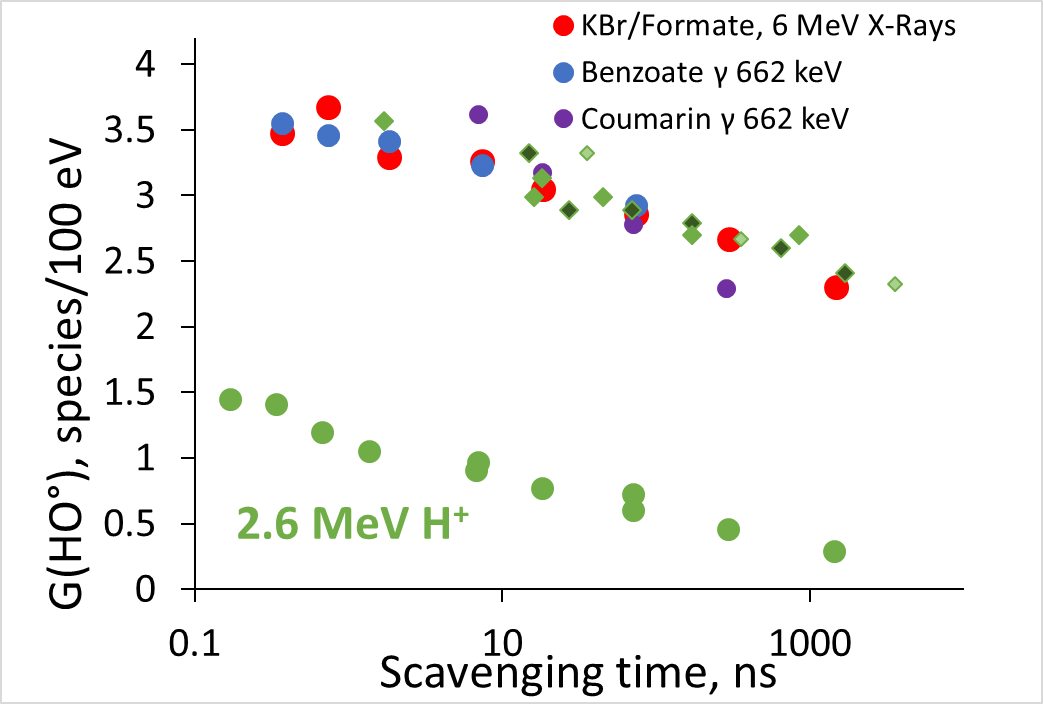 KBr/Formate, 6 MeV X-Rays
Benzoate γ 662 keV
Coumarin γ 662 keV
G(HO°), species/100 eV
4
3.5
3
2.5
2
1.5
1
0.5
0
2.6 MeV H⁺
0.1 10 1000
Scavenging time, ns